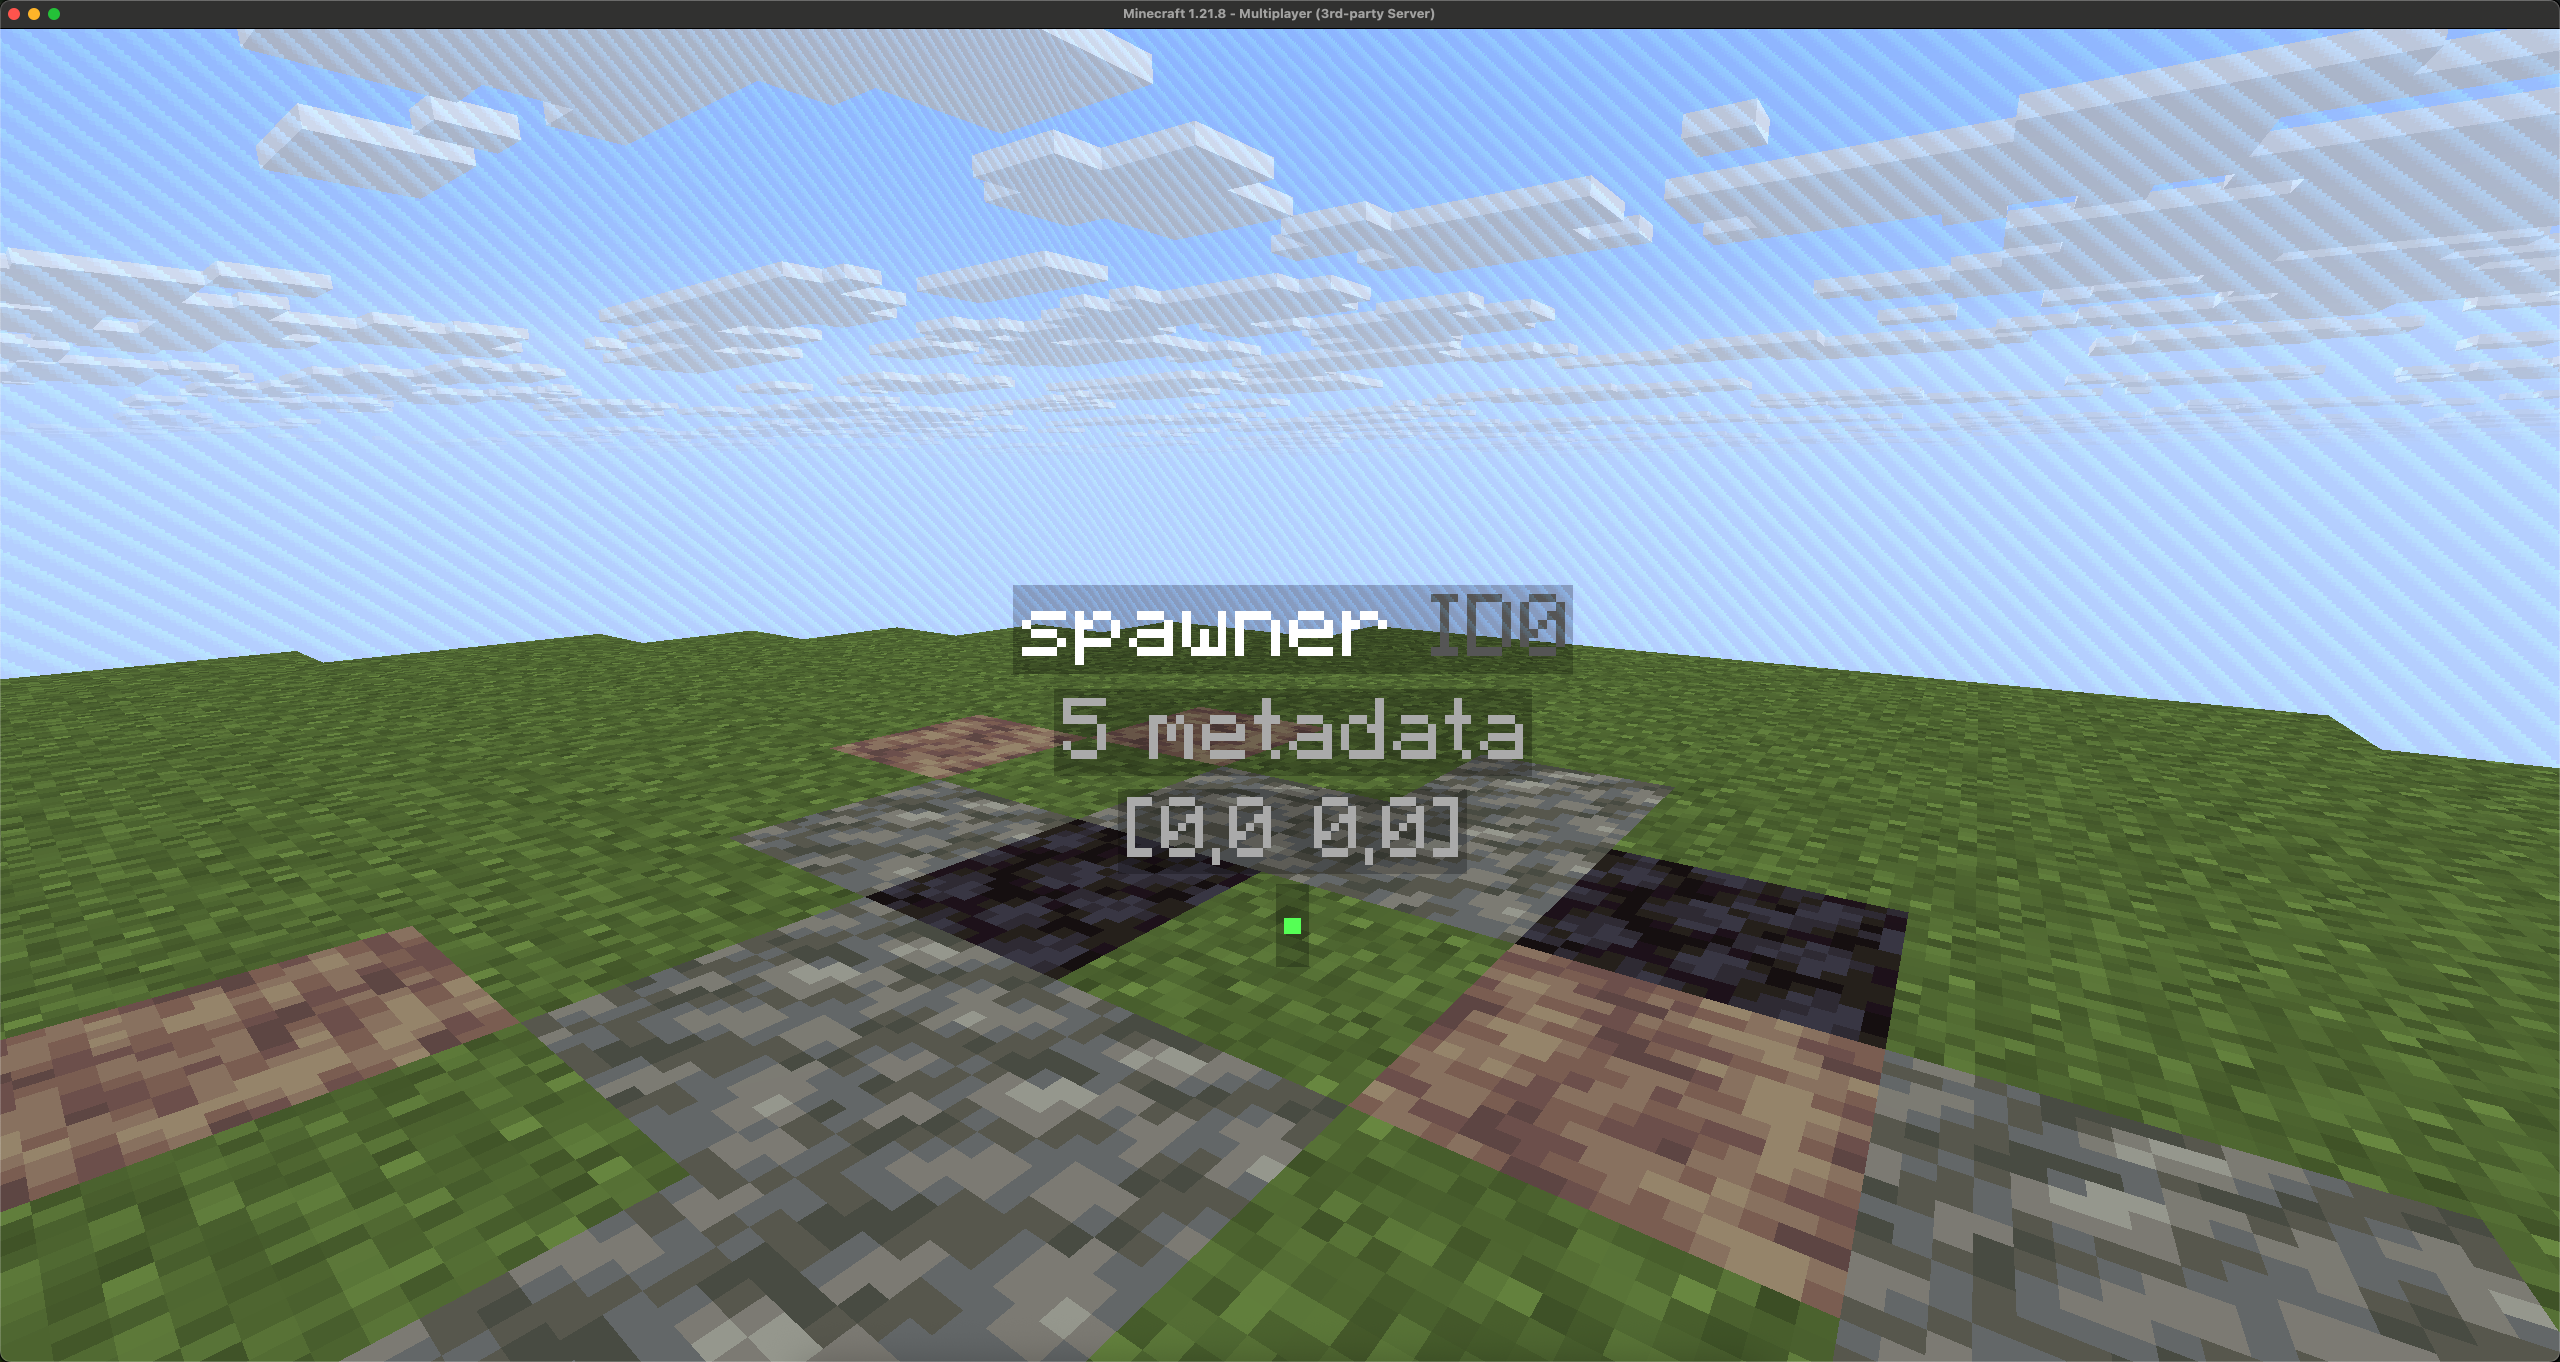 Minecraft 1.21.8 - Multiplayer (3rd-party Server)
spawner ID0
5 metadata
[0,0 0,0]